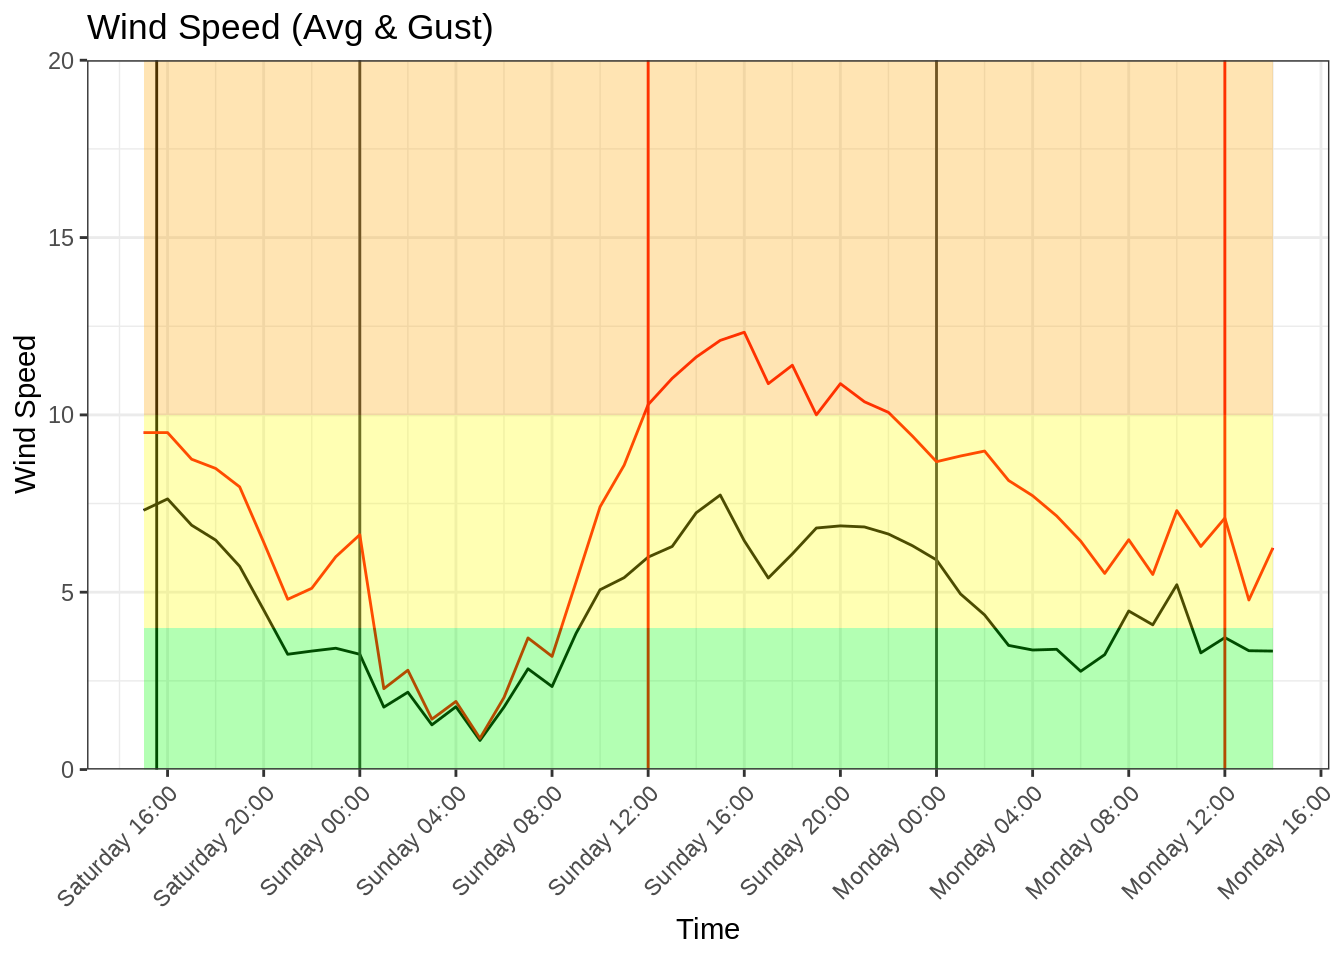 Wind Speed (Avg & Gust)
Wind Speed
20
15
10
5
0
Saturday 16:00
Saturday 20:00
Sunday 00:00
Sunday 04:00
Sunday 08:00
Sunday 12:00
Sunday 16:00
Sunday 20:00
Monday 00:00
Monday 04:00
Monday 08:00
Monday 12:00
Monday 16:00
Time